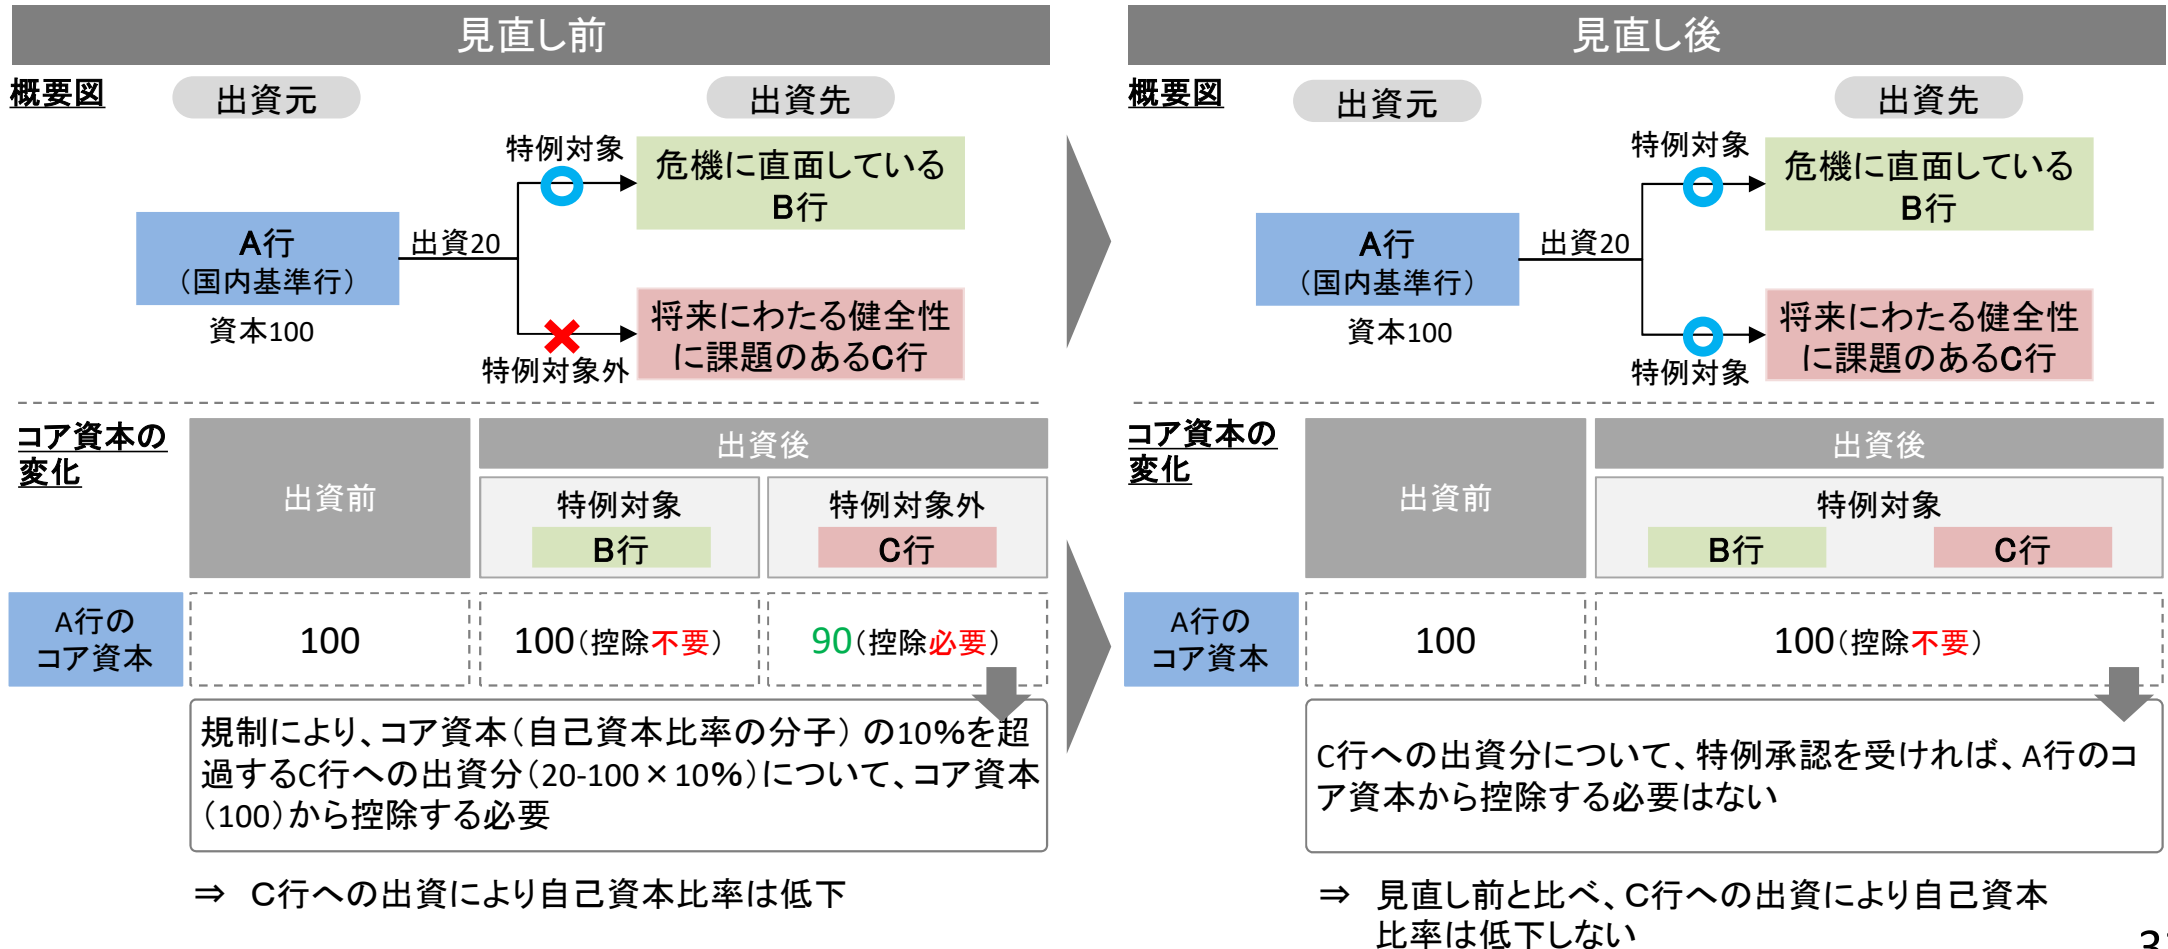 見直し前
概要図
出資元
出資先
特例対象
危機に直面している
B行
A行
（国内基準行）
出資20
資本100
将来にわたる健全性
に課題のあるC行
特例対象外
コア資本の
変化
出資前
出資後
特例対象
B行
特例対象外
C行
A行の
コア資本
100
100（控除不要）
90（控除必要）
規制により、コア資本（自己資本比率の分子）の10％を超
過するC行への出資分（20-100×10％）について、コア資本
（100）から控除する必要
⇒ C行への出資により自己資本比率は低下
見直し後
概要図
出資元
出資先
特例対象
危機に直面している
B行
A行
（国内基準行）
出資20
資本100
将来にわたる健全性
に課題のあるC行
特例対象
コア資本の
変化
出資前
出資後
特例対象
B行
C行
A行の
コア資本
100
100（控除不要）
C行への出資分について、特例承認を受ければ、A行のコ
ア資本から控除する必要はない
⇒ 見直し前と比べ、C行への出資により自己資本
比率は低下しない